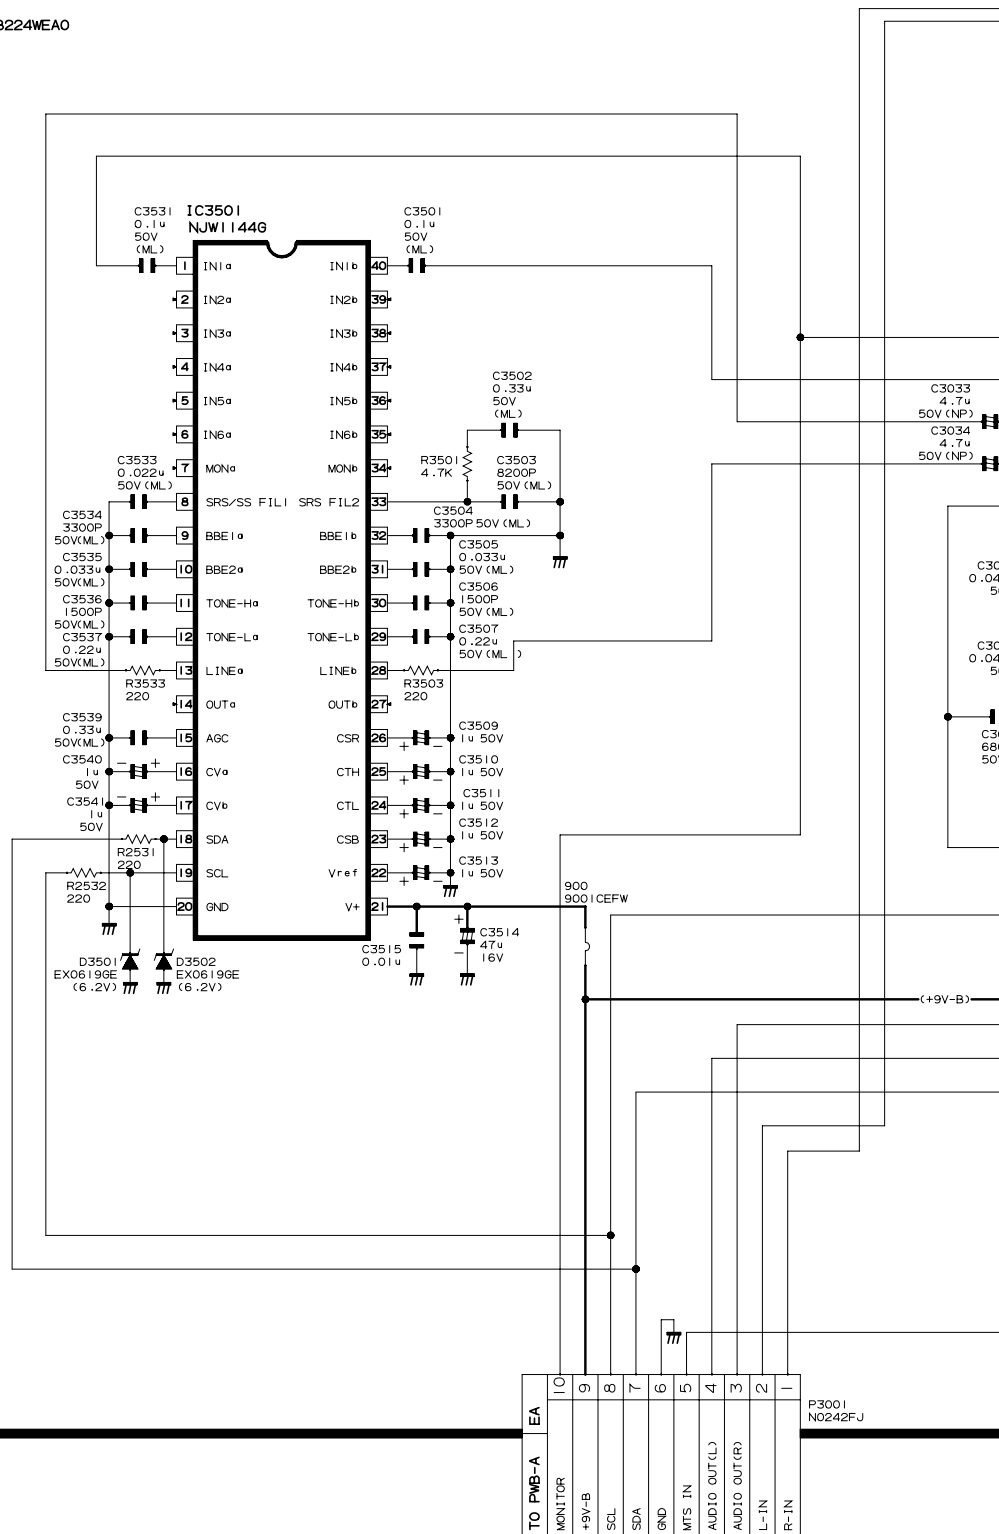 3224WEA0
C3531
0.1u
50V
(ML)
IC3501
NJW1144G
C3501
0.1u
50V
(ML)
1 IN1a
IN1b 40
2 IN2a
IN2b 39
3 IN3a
IN3b 38
4 IN4a
IN4b 37
5 IN5a
IN5b 36
6 IN6a
IN6b 35
7 MONa
MONb 34
8 SRS/SS FIL1
SRS FIL2 33
9 BBE1a
BBE1b 32
10 BBE2a
BBE2b 31
11 TONE-Ha
TONE-Hb 30
12 TONE-La
TONE-Lb 29
13 LINEa
LINEb 28
14 OUTa
OUTb 27
15 AGC
CSR 26
16 CVa
CTH 25
17 CVb
CTL 24
18 SDA
CSB 23
19 SCL
Vref 22
20 GND
V+ 21
C3533
0.022u
50V(ML)
C3534
3300P
50V(ML)
C3535
0.033u
50V(ML)
C3536
1500P
50V(ML)
C3537
0.22u
50V(ML)
R3533
220
C3539
0.33u
50V(ML)
C3540
1u
50V
- +
C3541
1u
50V
- +
R2531
220
R2532
220
D3501
EX0619GE
(6.2V)
D3502
EX0619GE
(6.2V)
C3502
0.33u
50V
(ML)
R3501
4.7K
C3503
8200P
50V(ML)
C3504
3300P 50V(ML)
C3505
0.033u
50V(ML)
C3506
1500P
50V(ML)
C3507
0.22u
50V(ML)
R3503
220
C3509
1u 50V
+ -
C3510
1u 50V
+ -
C3511
1u 50V
+ -
C3512
1u 50V
+ -
C3513
1u 50V
+ -
900
9001CEFW
C3515
0.01u
+
-
C3514
47u
16V
C3033
4.7u
50V(NP)
C3034
4.7u
50V(NP)
C30
0.04
50
C30
0.04
50
C30
680
50V
(+9V-B)
P3001
N0242FJ
TO PWB-A EA
MONITOR 10
+9V-B 9
SCL 8
SDA 7
GND 6
MTS IN 5
AUDIO OUT(L) 4
AUDIO OUT(R) 3
L-IN 2
R-IN 1